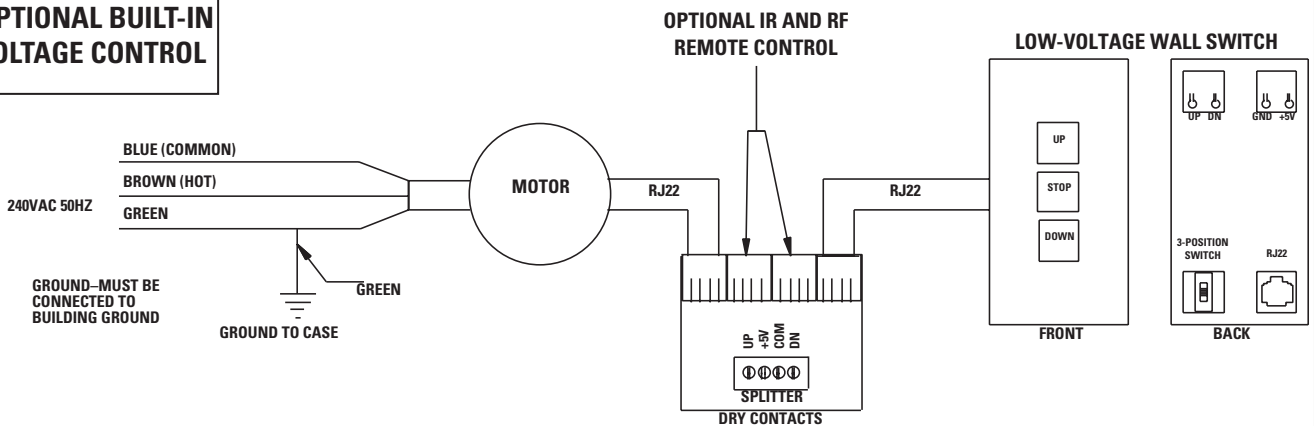 PTIONAL BUILT-IN
OLTAGE CONTROL
OPTIONAL IR AND RF
REMOTE CONTROL
LOW-VOLTAGE WALL SWITCH
BLUE (COMMON)
BROWN (HOT)
240VAC 50HZ
GREEN
MOTOR
RJ22
RJ22
UP
STOP
DOWN
UP DN
GND +5V
3-POSITION
SWITCH
RJ22
GROUND–MUST BE
CONNECTED TO
BUILDING GROUND
GREEN
GROUND TO CASE
UP
+5V
COM
DN
SPLITTER
DRY CONTACTS
FRONT
BACK